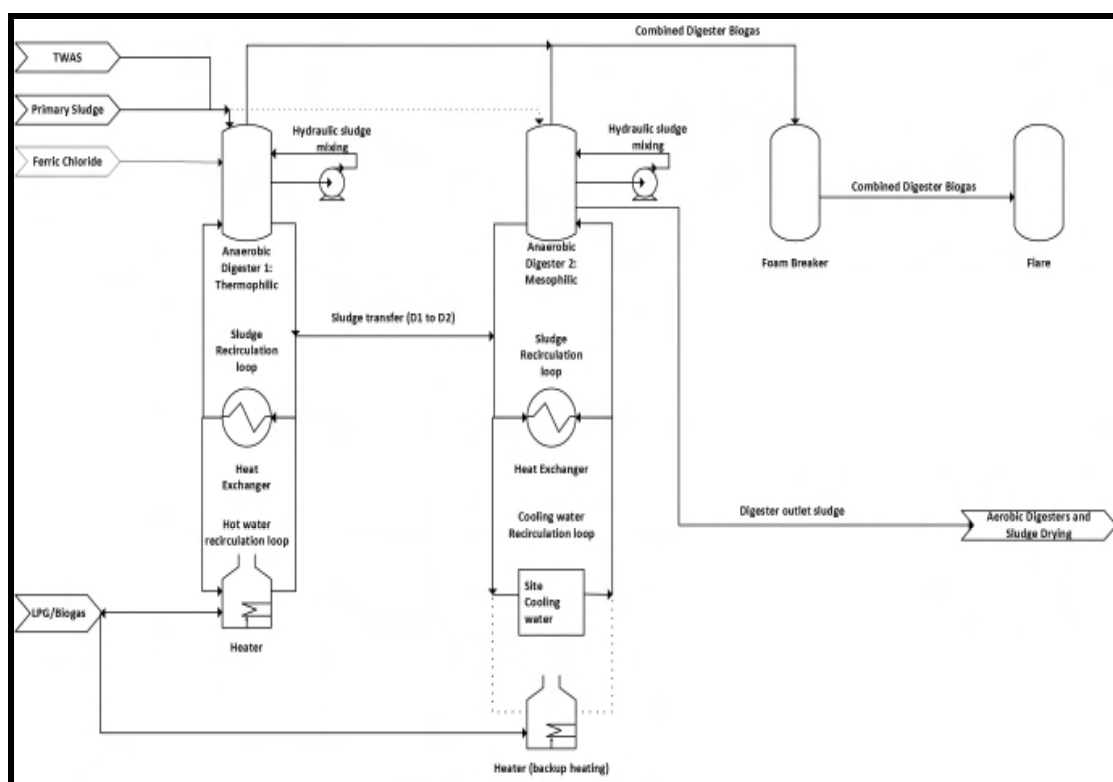 Combined Digester Biogas
TWAS
Primary Sludge
Hydraulic sludge
mixing
Hydraulic sludge
mixing
Ferric Chloride
Combined Digester Biogas
Anaerobic
Digester 1:
Thermophilic
Anaerobic
Digester 2:
Mesophilic
Foam Breaker
Flare
Sludge transfer (D1 to D2)
Sludge
Recirculation
loop
Sludge
Recirculation
loop
Heat
Exchanger
Heat Exchanger
Hot water
recirculation loop
Cooling water
Recirculation loop
Digester outlet sludge
Aerobic Digesters and
Sludge Drying
Site
Cooling
water
LPG/Biogas
Heater
Heater (backup heating)